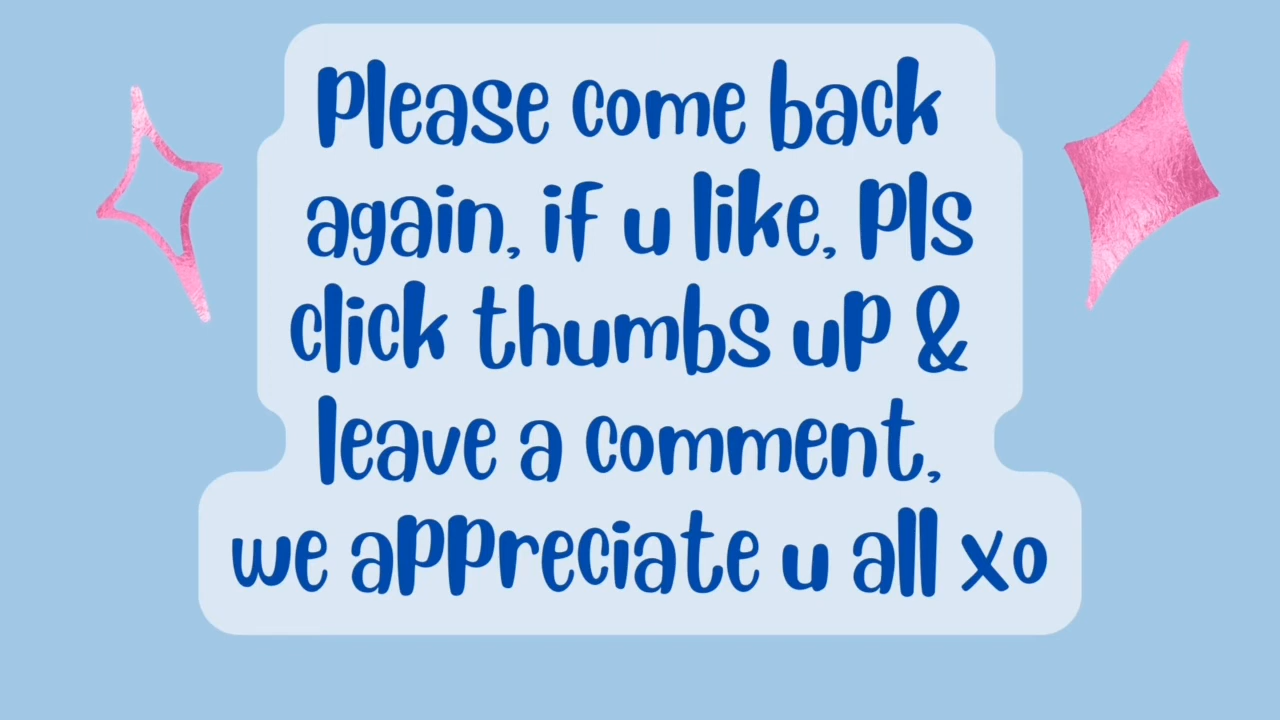 Please come back
again, if u like, pls
click thumbs up &
leave a comment,
we appreciate u all xo